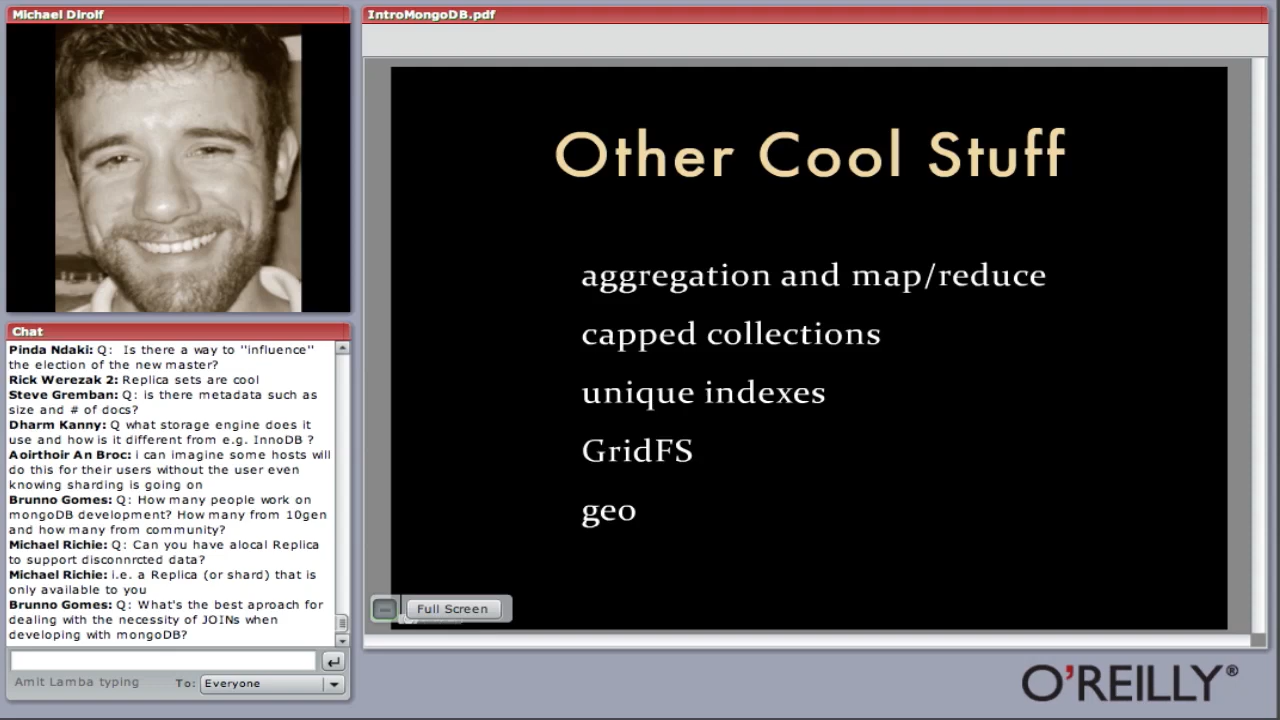 Michael Dirolf
Chat
Pinda Ndaki: Q:  Is there a way to "influence"
the election of the new master?
Rick Werezak 2: Replica sets are cool
Steve Gremban: Q: is there metadata such as
size and # of docs?
Dharm Kanny: Q what storage engine does it
use and how is it different from e.g. InnoDB ?
Aoirthoir An Broc: i can imagine some hosts will
do this for their users without the user even
knowing sharding is going on
Brunno Gomes: Q: How many people work on
mongoDB development? How many from 10gen
and how many from community?
Michael Richie: Q: Can you have alocal Replica
to support disconnrcted data?
Michael Richie: i.e. a Replica (or shard) that is
only available to you
Brunno Gomes: Q: What's the best aproach for
dealing with the necessity of JOINs when
developing with mongoDB?
Amit Lamba typing
To: Everyone
IntroMongoDB.pdf
Other Cool Stuff
aggregation and map/reduce
capped collections
unique indexes
GridFS
geo
Full Screen
O'REILLY®